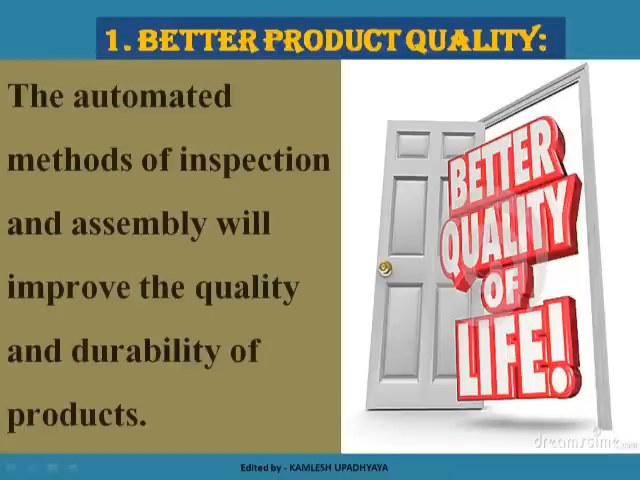 1. BETTER PRODUCT QUALITY:
The automated
methods of inspection
and assembly will
improve the quality
and durability of
products.
BETTER
QUALITY
OF
LIFE!
dreamstime.com
Edited by - KAMLESH UPADHYAYA